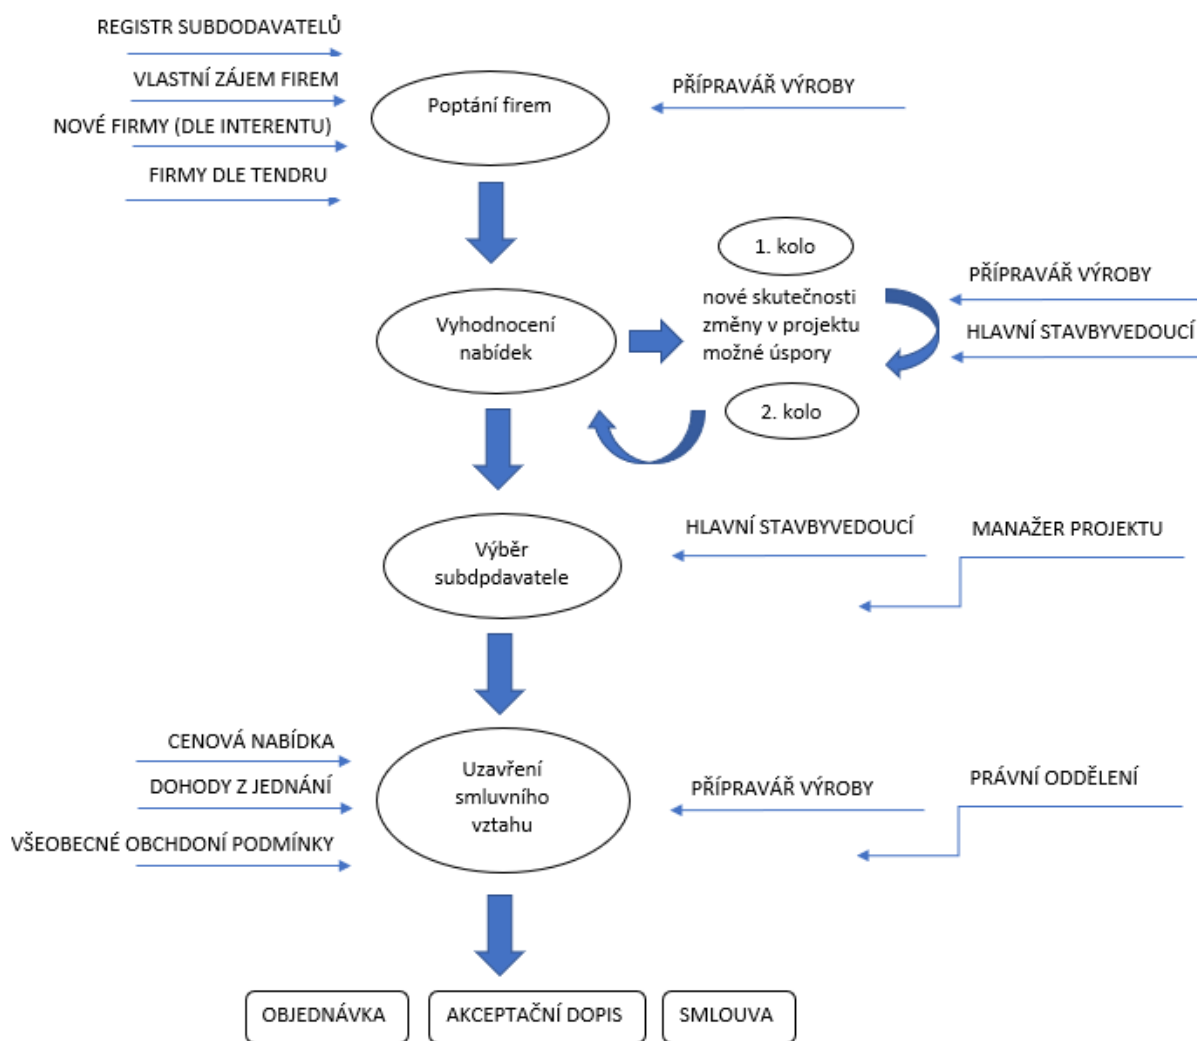 REGISTR SUBDODAVATELŮ
VLASTNÍ ZÁJEM FIREM
NOVÉ FIRMY (DLE INTERENTU)
FIRMY DLE TENDRU
Poptání firem
PŘÍPRAVÁŘ VÝROBY
1. kolo
nové skutečnosti
změny v projektu
možné úspory
2. kolo
Vyhodnocení
nabídek
PŘÍPRAVÁŘ VÝROBY
HLAVNÍ STAVBYVEDOUCÍ
Výběr
subdpdavatele
HLAVNÍ STAVBYVEDOUCÍ
MANAŽER PROJEKTU
CENOVÁ NABÍDKA
DOHODY Z JEDNÁNÍ
VŠEOBECNÉ OBCHDONÍ PODMÍNKY
Uzavření
smluvního
vztahu
PŘÍPRAVÁŘ VÝROBY
PRÁVNÍ ODDĚLENÍ
OBJEDNÁVKA
AKCEPTAČNÍ DOPIS
SMLOUVA